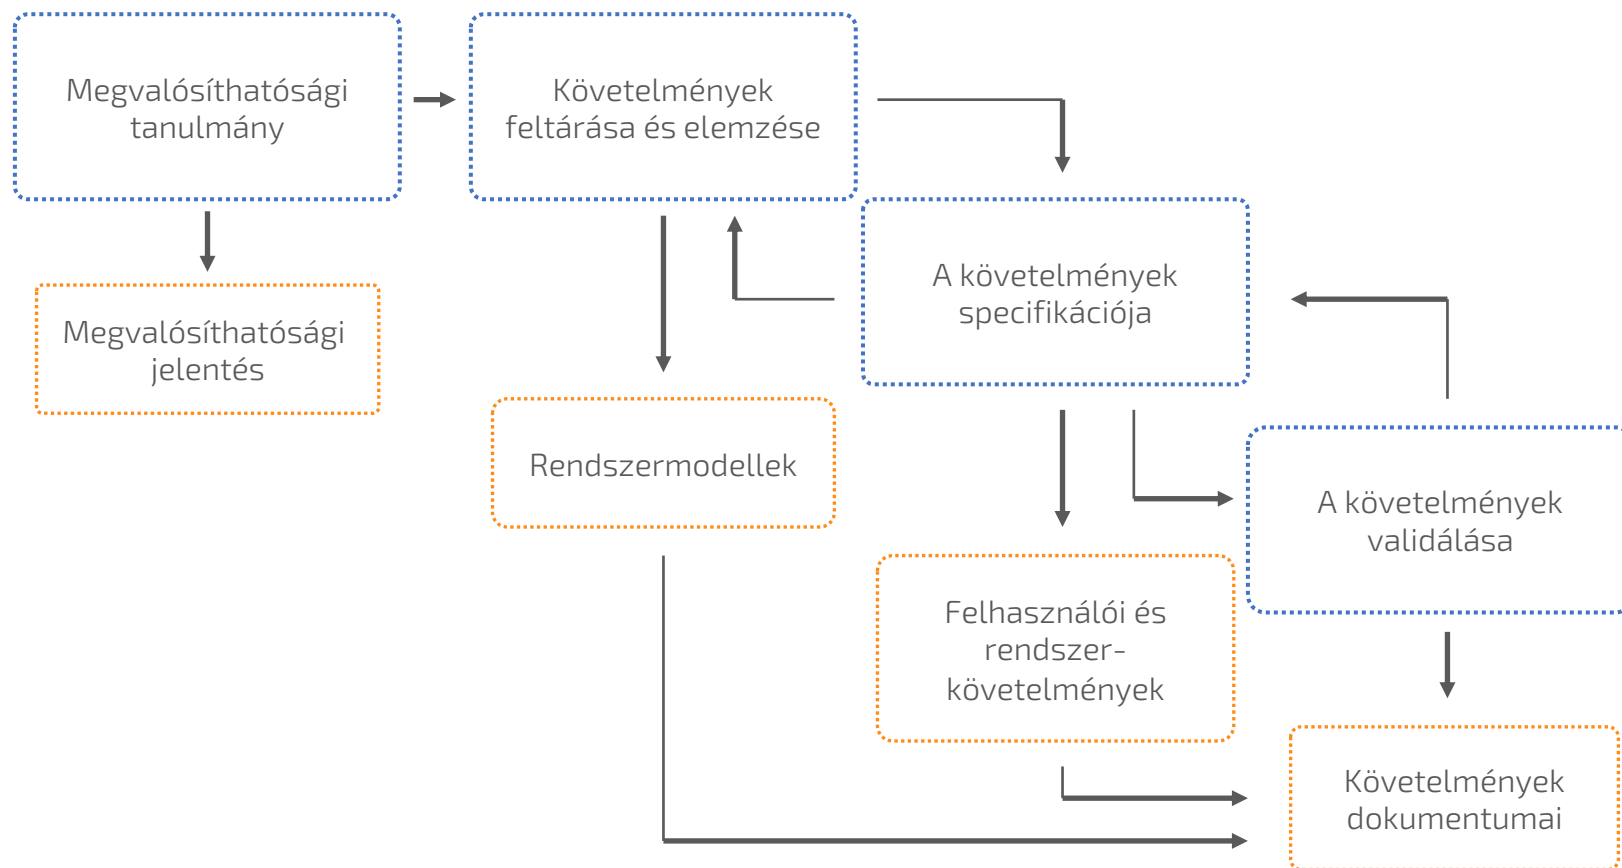 Megvalósíthatósági
tanulmány
Követelmények
feltárása és elemzése
A követelmények
specifikációja
Megvalósíthatósági
jelentés
Rendszermodellek
A követelmények
validálása
Felhasználói és
rendszer-
követelmények
Követelmények
dokumentumai